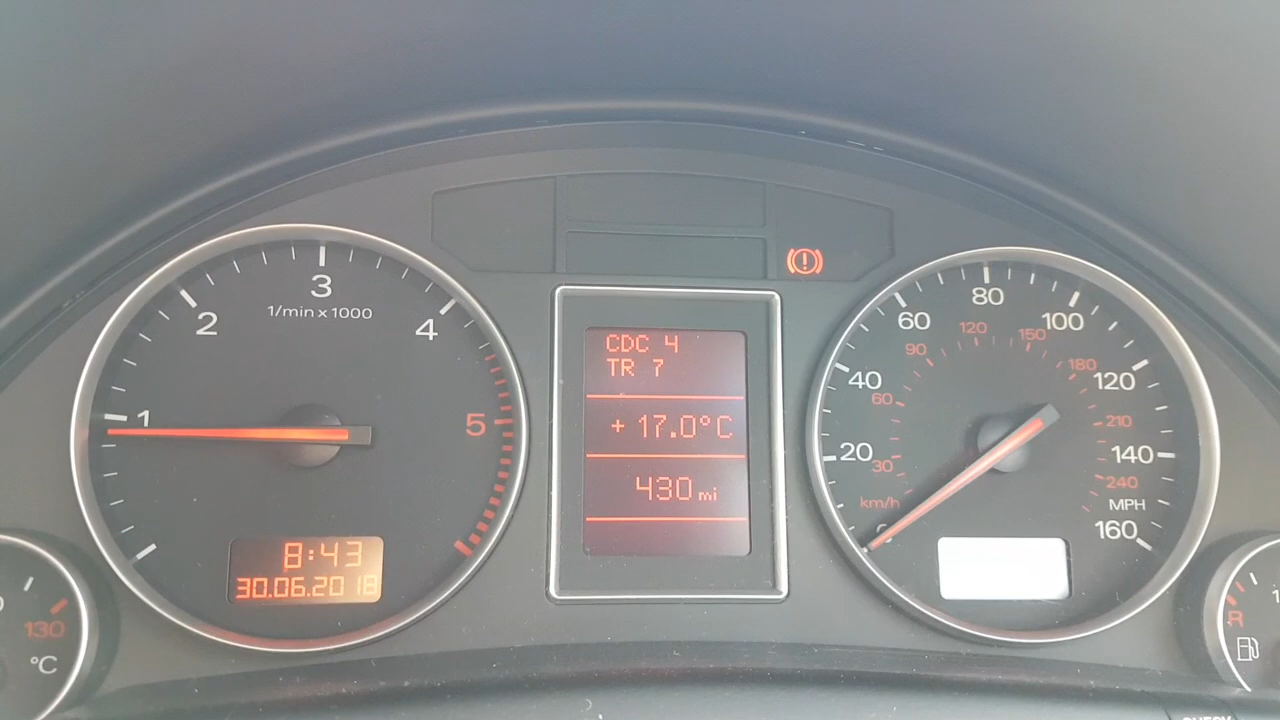 1/min x 1000
1
2
3
4
5
8:43
30.06.2018
CDC 4
TR 7
+ 17.0°C
430 mi
20
40
60
80
100
120
140
160
MPH
km/h
30
60
90
120
150
180
210
240
130
°C
R